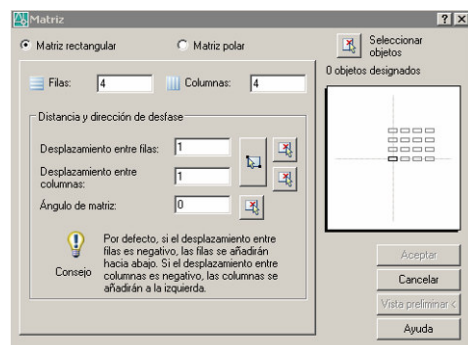 Matriz
Matriz rectangular
Matriz polar
Seleccionar
objetos
0 objetos designados
Filas:
4
Columnas:
4
Distancia y dirección de desfase
Desplazamiento entre filas:
1
Desplazamiento entre
columnas:
1
Ángulo de matriz:
0
Consejo
Por defecto, si el desplazamiento entre
filas es negativo, las filas se añadirán
hacia abajo. Si el desplazamiento entre
columnas es negativo, las columnas se
añadirán a la izquierda.
Aceptar
Cancelar
Vista preliminar <
Ayuda